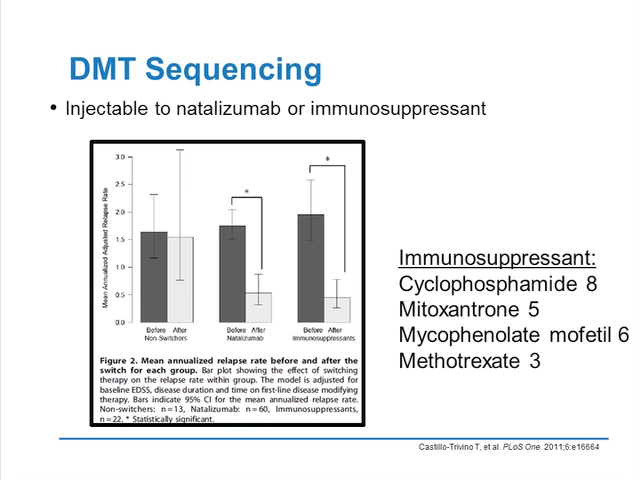 DMT Sequencing
• Injectable to natalizumab or immunosuppressant
Mean Annualized Adjusted Relapse Rate
3.0
2.5
2.0
1.5
1.0
0.5
0.0
*
*
Before After
Non-Switchers
Before After
Natalizumab
Before After
Immunosuppressants
Figure 2. Mean annualized relapse rate before and after the
switch for each group. Bar plot showing the effect of switching
therapy on the relapse rate within group. The model is adjusted for
baseline EDSS, disease duration and time on first-line disease modifying
therapy. Bars indicate 95% CI for the mean annualized relapse rate.
Non-switchers: n=13, Natalizumab: n=60, Immunosuppressants,
n=22. * Statistically significant.
Immunosuppressant:
Cyclophosphamide 8
Mitoxantrone 5
Mycophenolate mofetil 6
Methotrexate 3
Castillo-Trivino T, et al. PLoS One. 2011;6:e16664